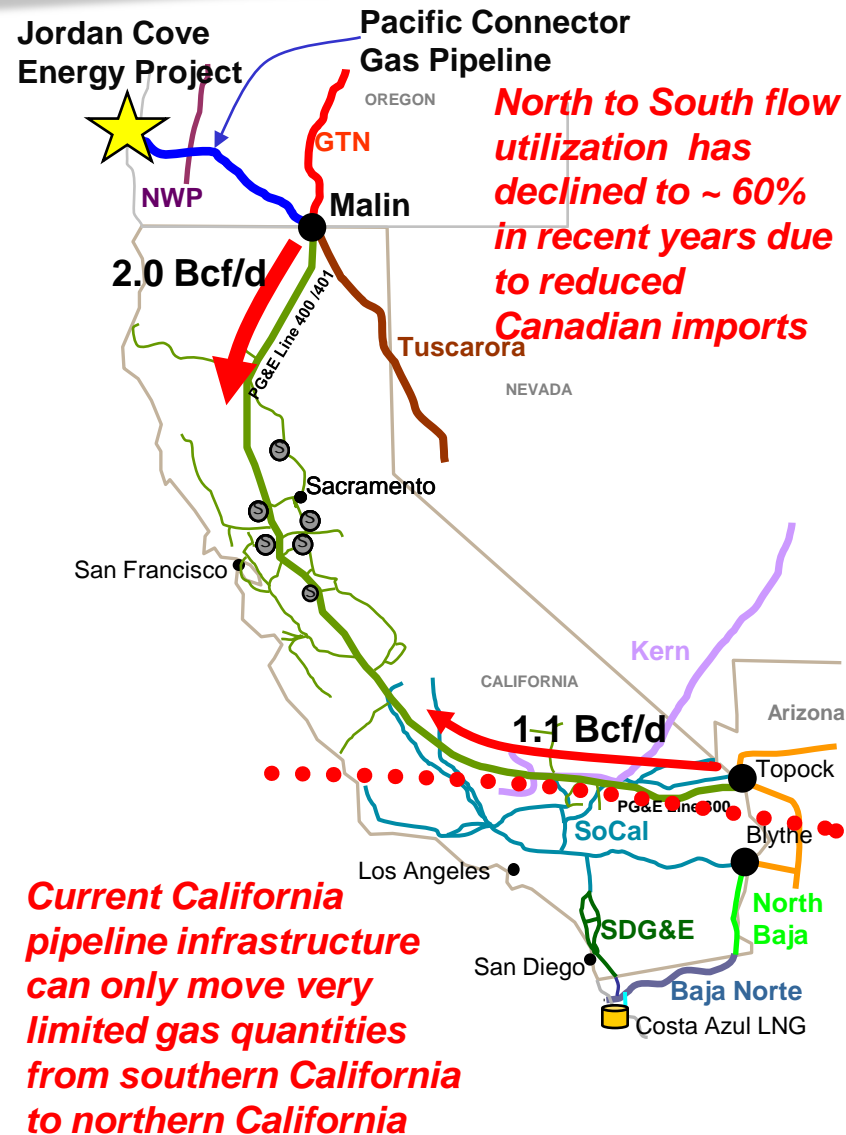 Jordan Cove
Energy Project
Pacific Connector
Gas Pipeline
OREGON
North to South flow
utilization has
declined to ~ 60%
in recent years due
to reduced
Canadian imports
GTN
NWP
Malin
2.0 Bcf/d
PG&E Line 400 /401
Tuscarora
NEVADA
S
Sacramento
S
S
S
S
San Francisco
S
Kern
CALIFORNIA
Arizona
1.1 Bcf/d
Topock
PG&E Line 300
SoCal
Blythe
Los Angeles
Current California
pipeline infrastructure
can only move very
limited gas quantities
from southern California
to northern California
North
Baja
SDG&E
San Diego
Baja Norte
Costa Azul LNG